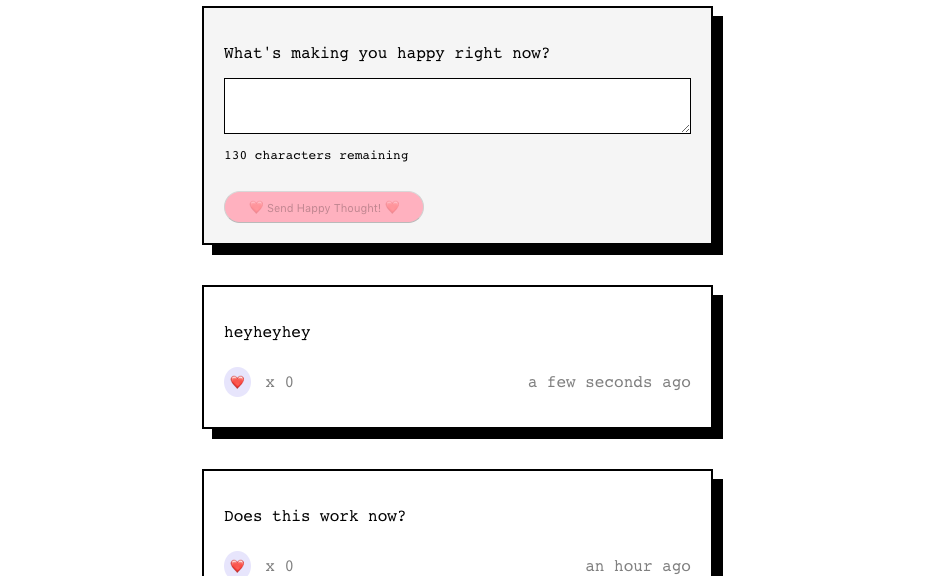 What's making you happy right now?
130 characters remaining
❤️ Send Happy Thought! ❤️
heyheyhey
❤️ x 0 a few seconds ago
Does this work now?
❤️ x 0 an hour ago